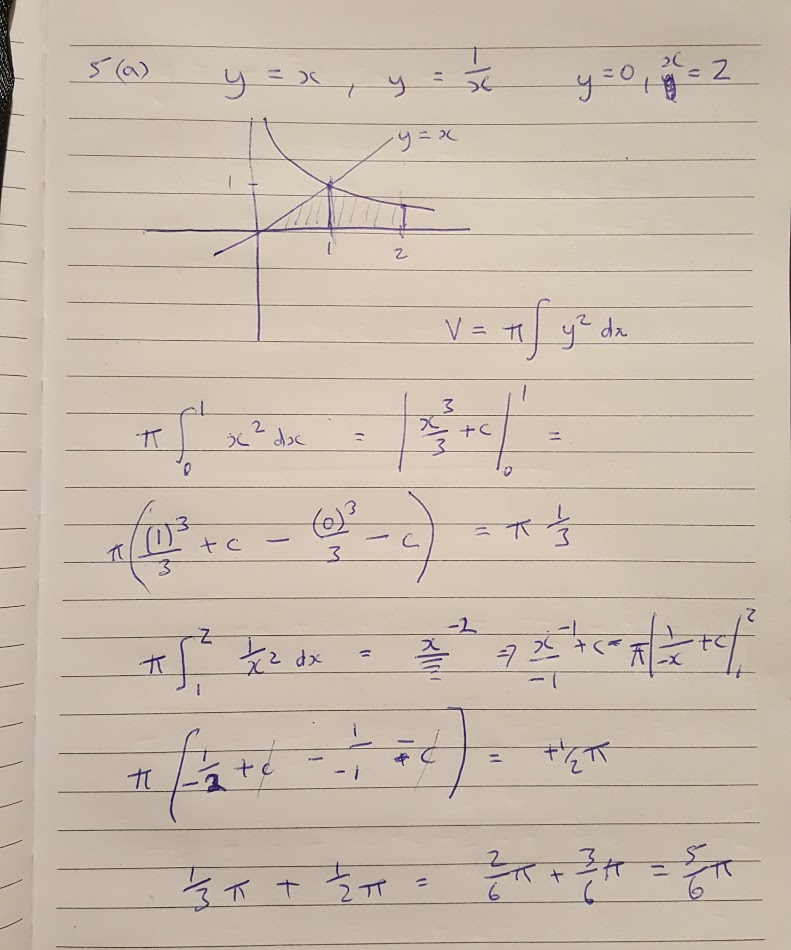 5(a) y = x, y = 1/x y=0, x = 2
y = x
1
1 2
V = π∫ y² dx
π ∫₀¹ x² dx = | x³/3 + c |₀¹ =
π( (1)³/3 + c − (0)³/3 − c ) = π 1/3
π ∫₁² 1/x² dx = x⁻² ⇒ x⁻¹/−1 + c = π| 1/−x + c |₁²
π( 1/−2 + c − 1/−1 − c ) = +1/2 π
1/3 π + 1/2 π = 2/6 π + 3/6 π = 5/6 π